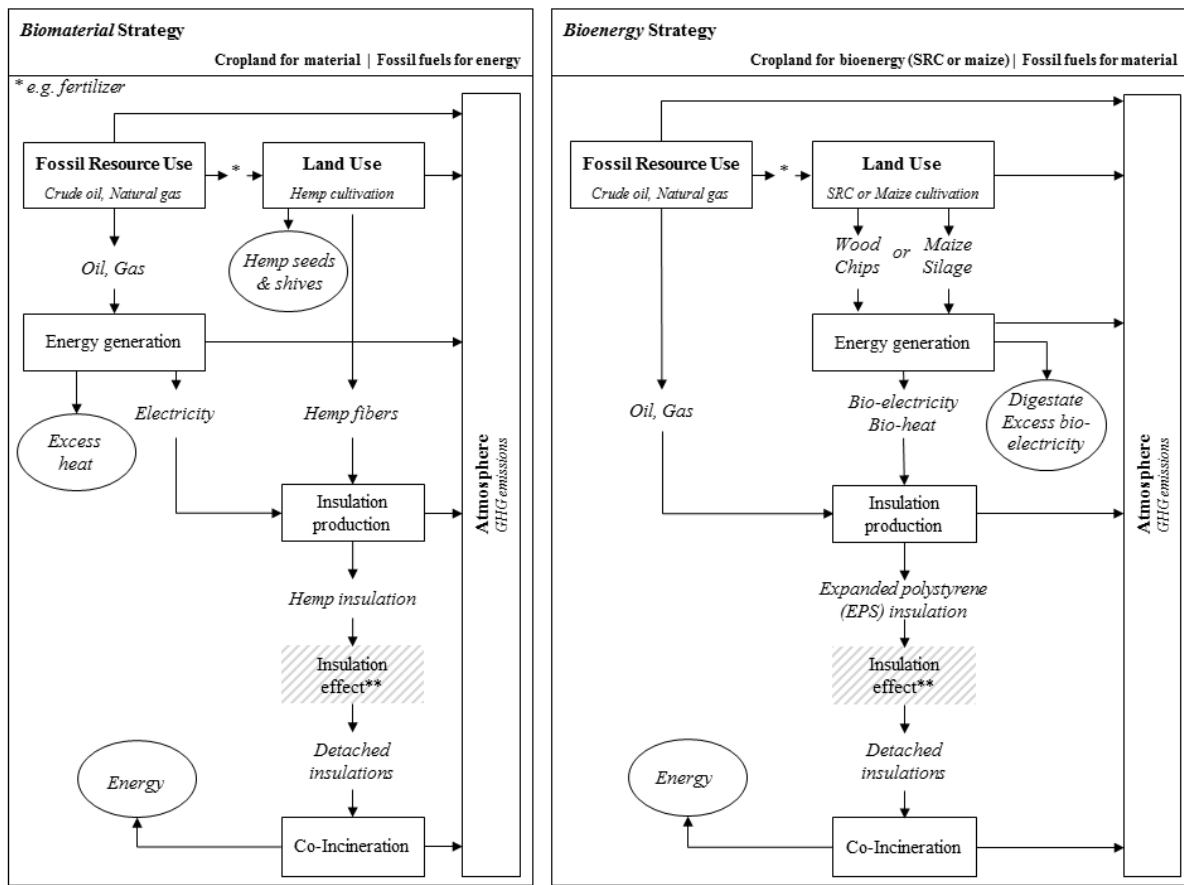 Biomaterial Strategy
Cropland for material | Fossil fuels for energy
* e.g. fertilizer
Fossil Resource Use
Crude oil, Natural gas
*
Land Use
Hemp cultivation
Oil, Gas
Hemp seeds
& shives
Energy generation
Excess
heat
Electricity
Hemp fibers
Insulation
production
Hemp insulation
Insulation
effect**
Detached
insulations
Energy
Co-Incineration
Atmosphere
GHG emissions
Bioenergy Strategy
Cropland for bioenergy (SRC or maize) | Fossil fuels for material
Fossil Resource Use
Crude oil, Natural gas
*
Land Use
SRC or Maize cultivation
Wood
Chips
or
Maize
Silage
Energy generation
Oil, Gas
Bio-electricity
Bio-heat
Digestate
Excess bio-
electricity
Insulation
production
Expanded polystyrene
(EPS) insulation
Insulation
effect**
Detached
insulations
Energy
Co-Incineration
Atmosphere
GHG emissions